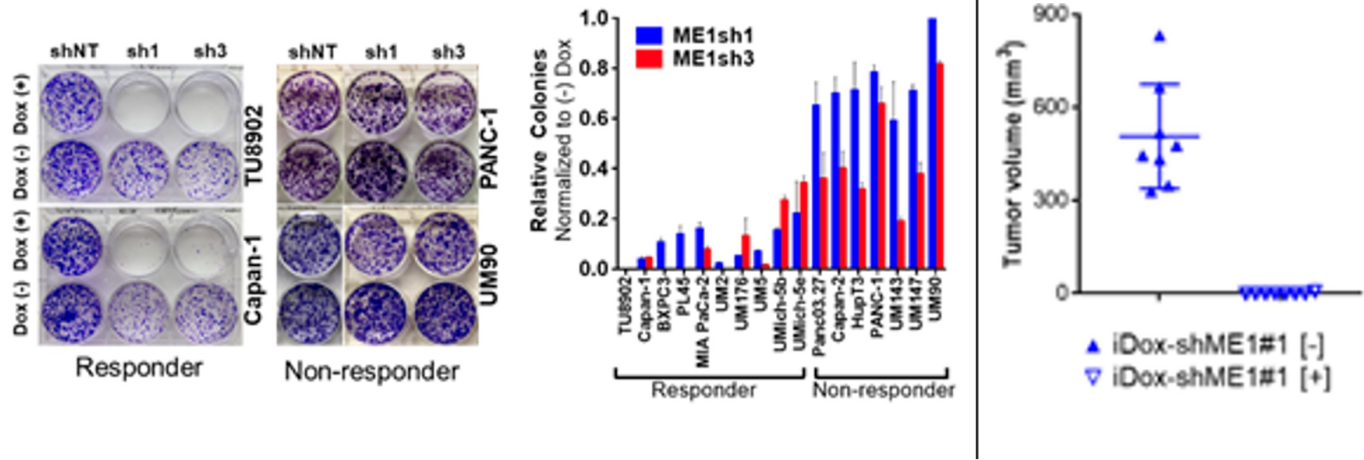 shNT sh1 sh3
Dox (+)
Dox (-)
TU8902
Dox (+)
Dox (-)
Capan-1
Responder
shNT sh1 sh3
PANC-1
UM90
Non-responder
Relative Colonies
Normalized to (-) Dox
1.0
0.8
0.6
0.4
0.2
0.0
ME1sh1
ME1sh3
TU8902
Capan-1
BXPC3
PL45
MIA PaCa-2
UM2
UM176
UM5
UMich-5b
UMich-5e
Panc03.27
Capan-2
HupT3
PANC-1
UM143
UM147
UM90
Responder
Non-responder
Tumor volume (mm³)
900
600
300
0
iDox-shME1#1 [-]
iDox-shME1#1 [+]